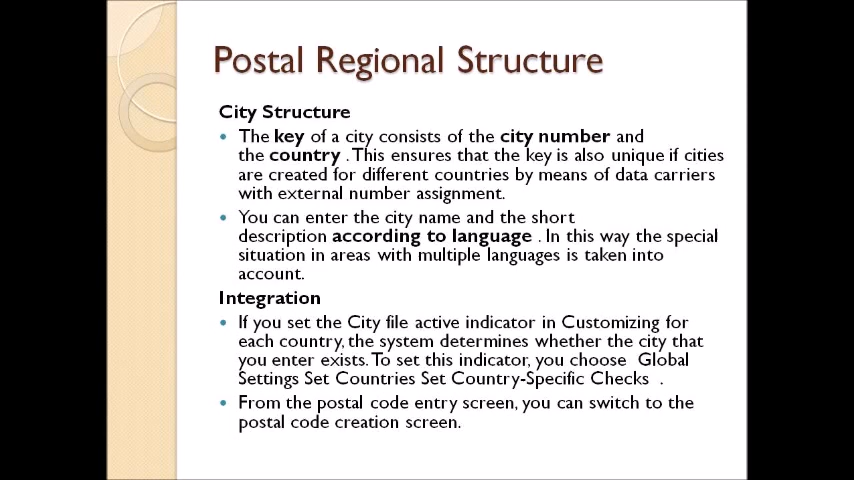 Postal Regional Structure
City Structure
• The key of a city consists of the city number and
the country . This ensures that the key is also unique if cities
are created for different countries by means of data carriers
with external number assignment.
• You can enter the city name and the short
description according to language . In this way the special
situation in areas with multiple languages is taken into
account.
Integration
• If you set the City file active indicator in Customizing for
each country, the system determines whether the city that
you enter exists. To set this indicator, you choose  Global
Settings Set Countries Set Country-Specific Checks  .
• From the postal code entry screen, you can switch to the
postal code creation screen.